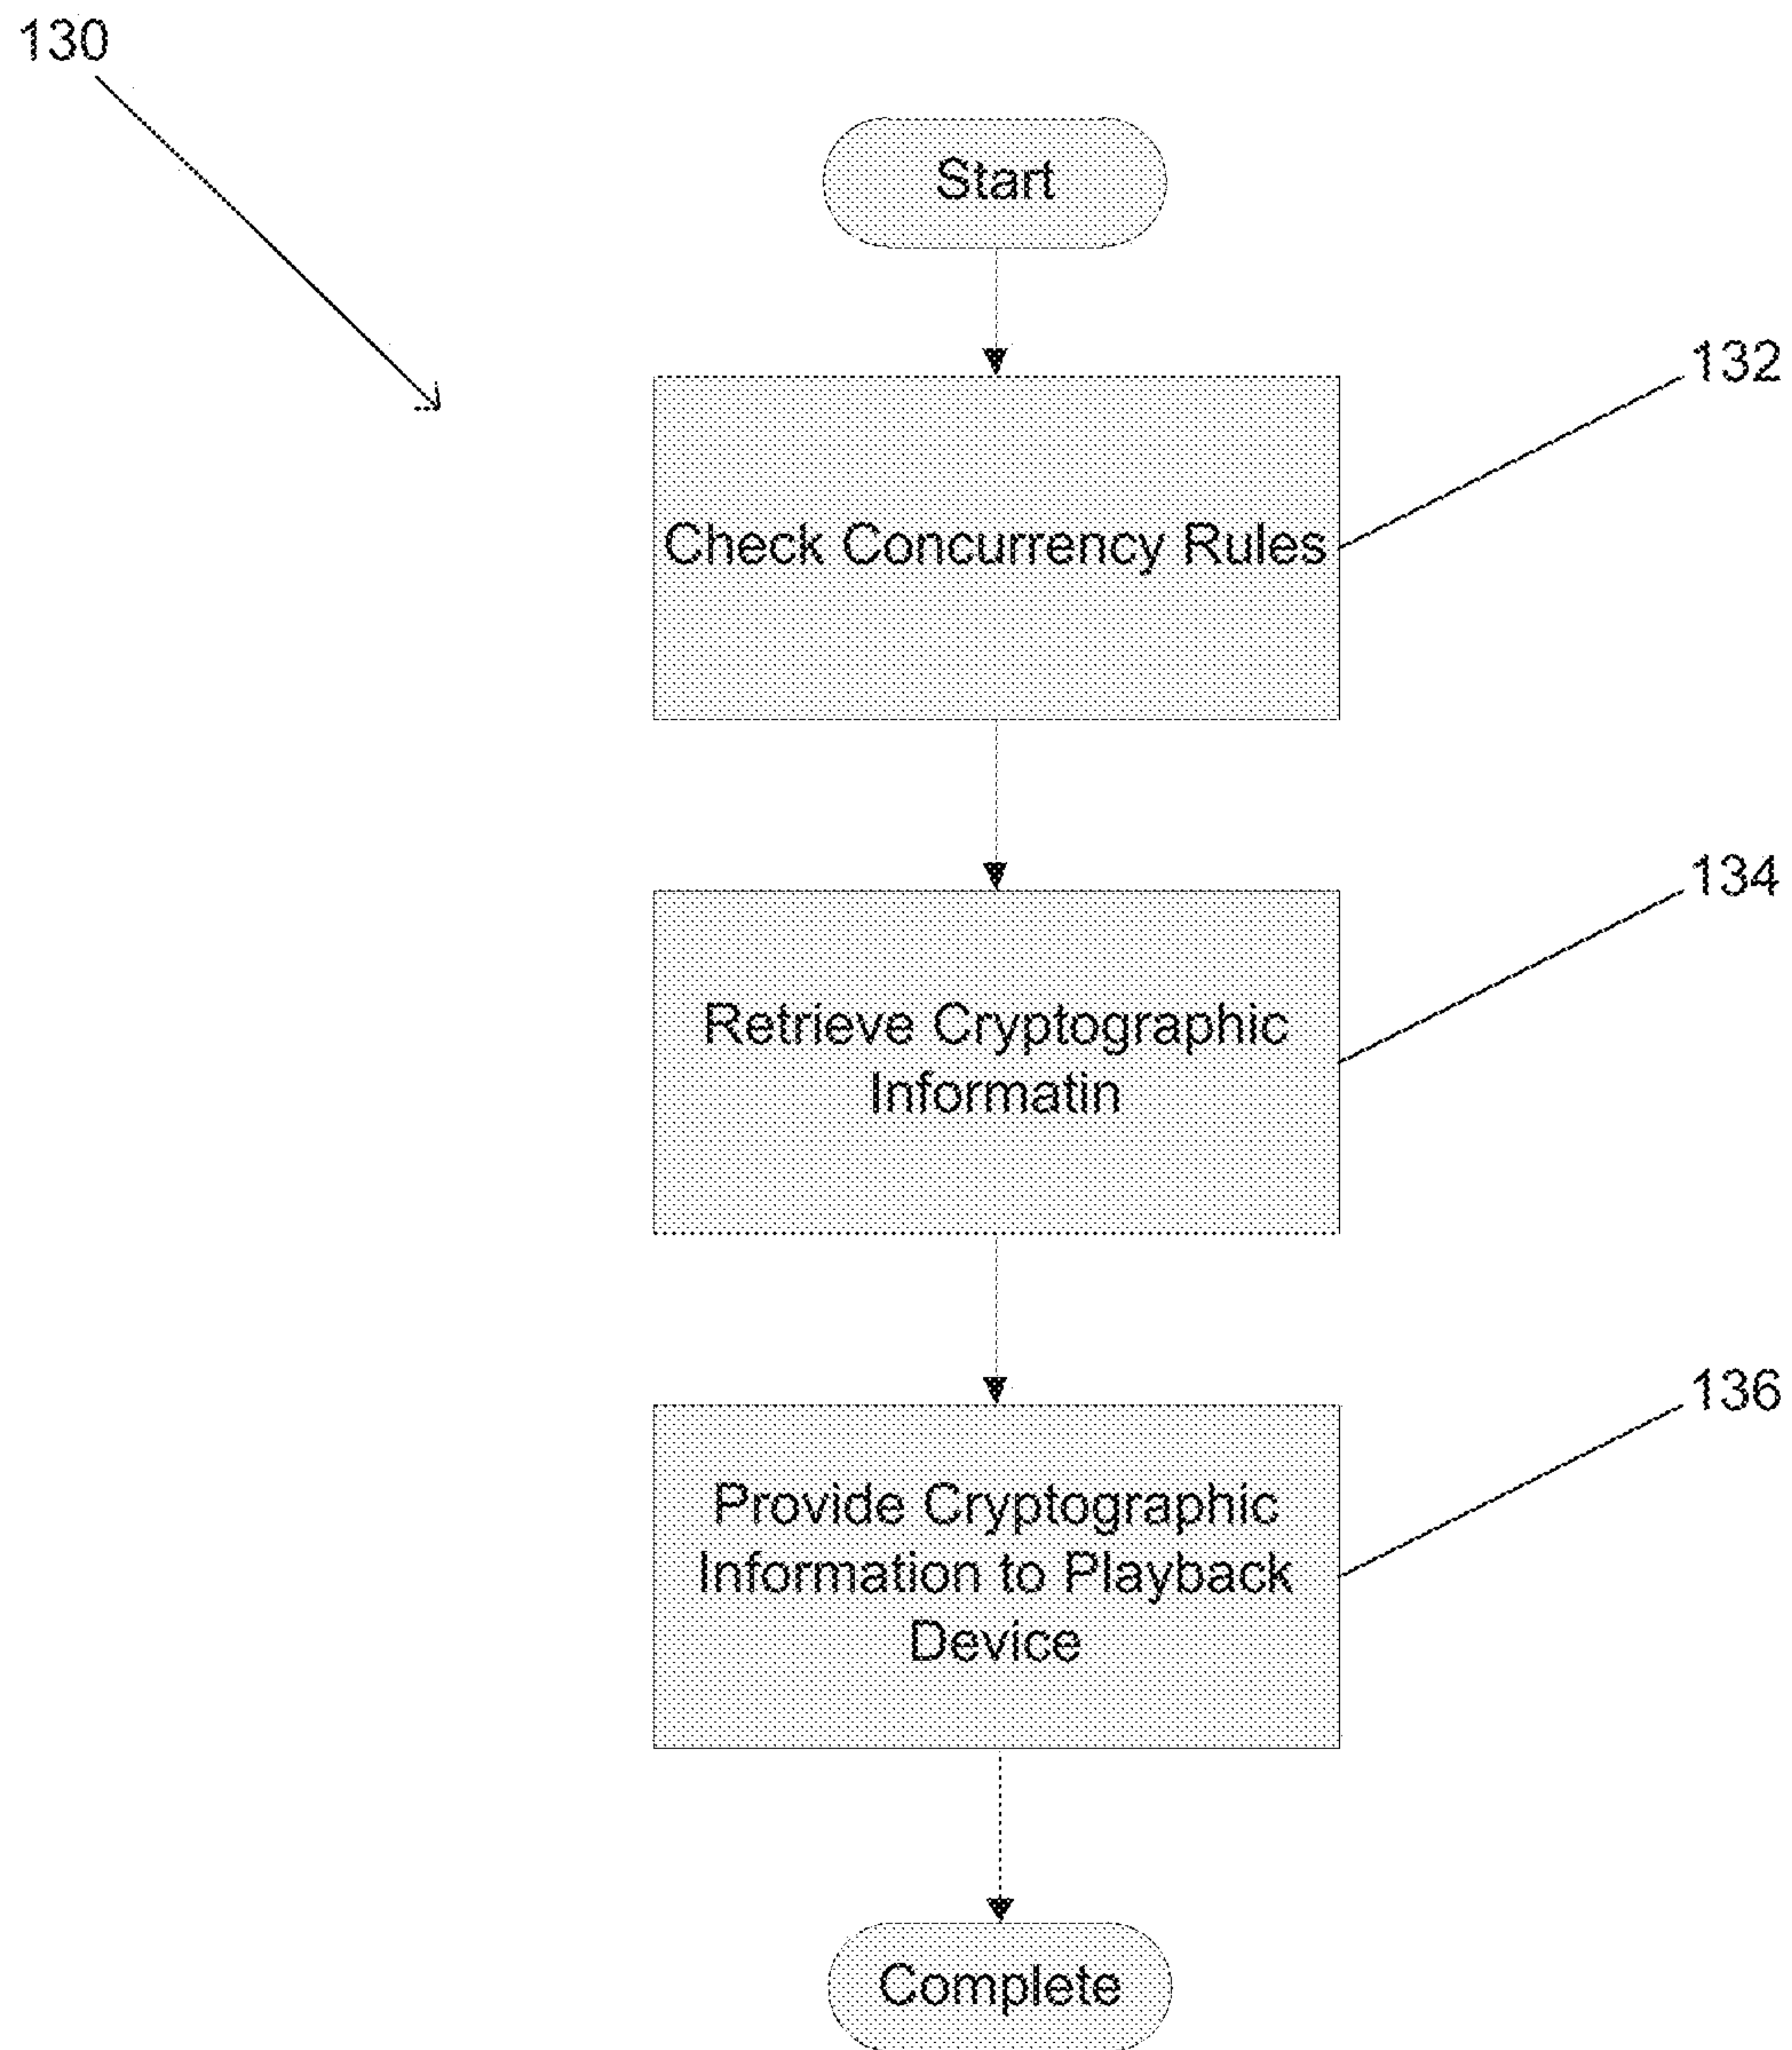 130
Start
132
Check Concurrency Rules
134
Retrieve Cryptographic
Informatin
136
Provide Cryptographic
Information to Playback
Device
Complete